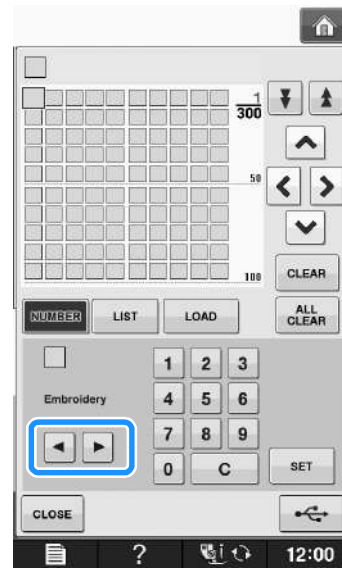 1
300
50
100
CLEAR
NUMBER LIST LOAD ALL CLEAR
1 2 3
Embroidery 4 5 6
7 8 9
0 C SET
CLOSE
? 12:00